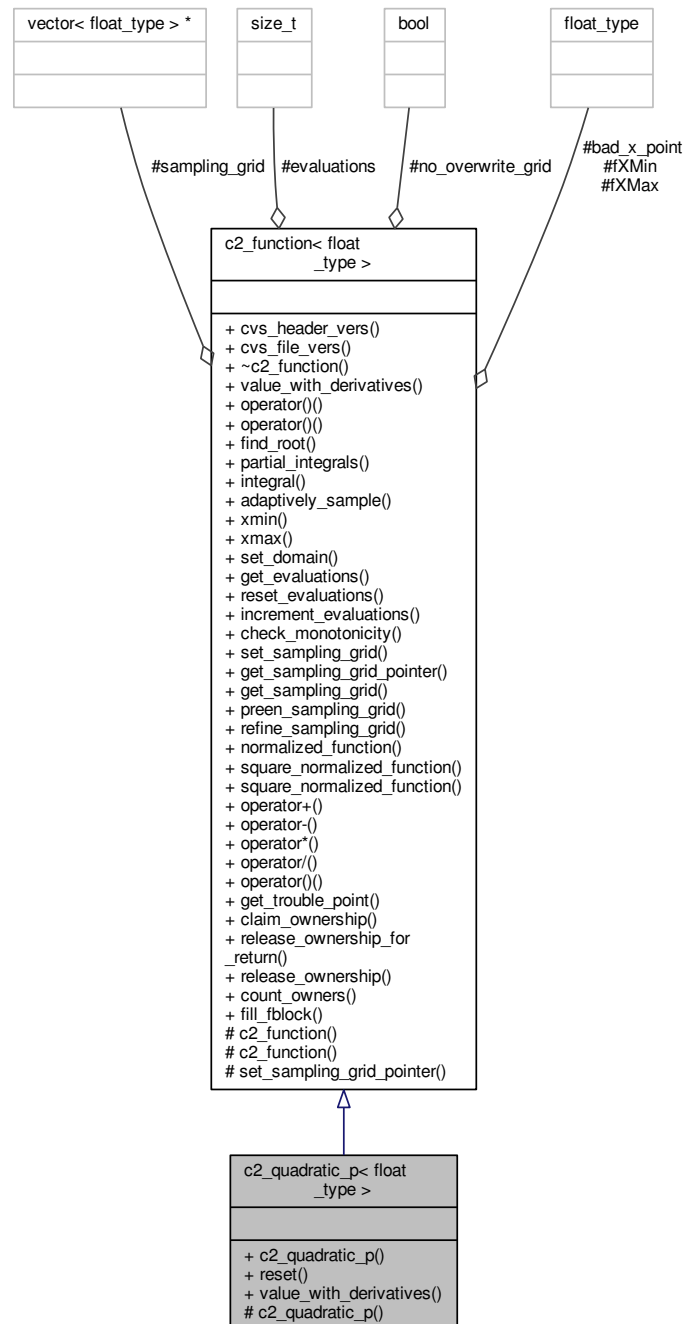 vector< float_type > *
size_t
bool
float_type
#sampling_grid
#evaluations
#no_overwrite_grid
#bad_x_point
#fXMin
#fXMax
c2_function< float
_type >
+ cvs_header_vers()
+ cvs_file_vers()
+ ~c2_function()
+ value_with_derivatives()
+ operator()()
+ operator()()
+ find_root()
+ partial_integrals()
+ integral()
+ adaptively_sample()
+ xmin()
+ xmax()
+ set_domain()
+ get_evaluations()
+ reset_evaluations()
+ increment_evaluations()
+ check_monotonicity()
+ set_sampling_grid()
+ get_sampling_grid_pointer()
+ get_sampling_grid()
+ preen_sampling_grid()
+ refine_sampling_grid()
+ normalized_function()
+ square_normalized_function()
+ square_normalized_function()
+ operator+()
+ operator-()
+ operator*()
+ operator/()
+ operator()()
+ get_trouble_point()
+ claim_ownership()
+ release_ownership_for
_return()
+ release_ownership()
+ count_owners()
+ fill_fblock()
# c2_function()
# c2_function()
# set_sampling_grid_pointer()
c2_quadratic_p< float
_type >
+ c2_quadratic_p()
+ reset()
+ value_with_derivatives()
# c2_quadratic_p()